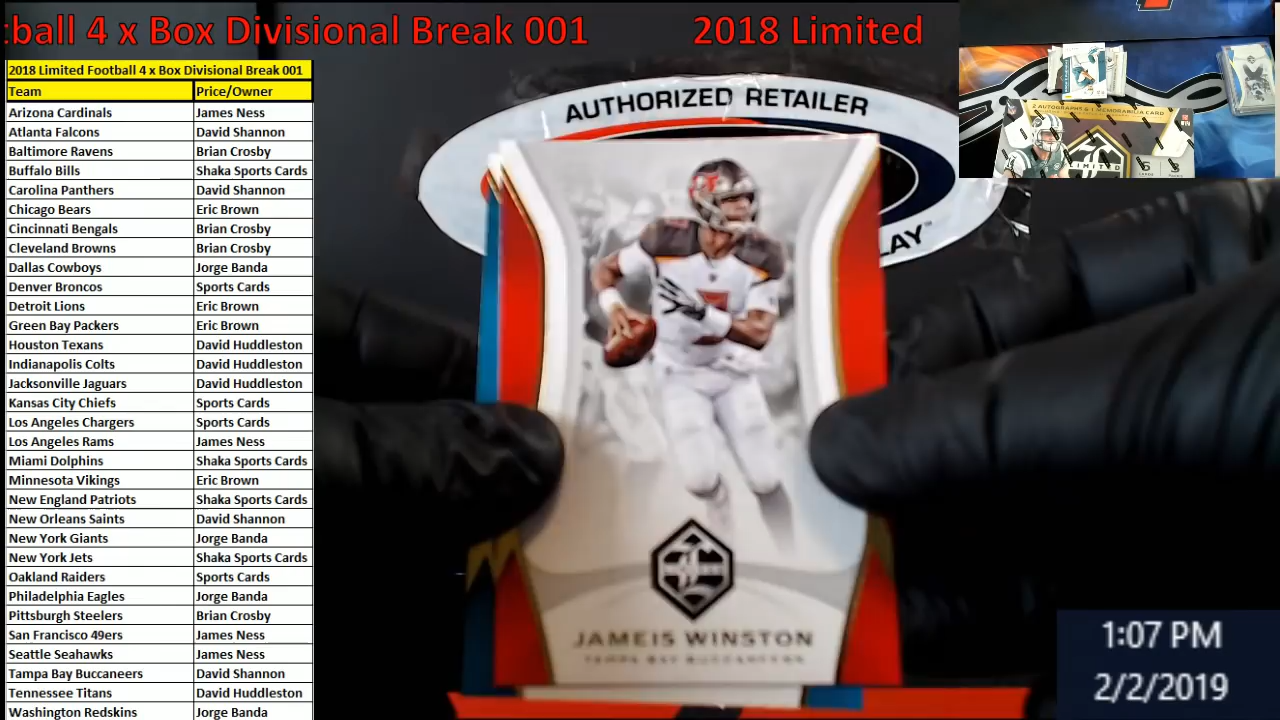 tball 4 x Box Divisional Break 001 2018 Limited
2018 Limited Football 4 x Box Divisional Break 001
Team Price/Owner
Arizona Cardinals James Ness
Atlanta Falcons David Shannon
Baltimore Ravens Brian Crosby
Buffalo Bills Shaka Sports Cards
Carolina Panthers David Shannon
Chicago Bears Eric Brown
Cincinnati Bengals Brian Crosby
Cleveland Browns Brian Crosby
Dallas Cowboys Jorge Banda
Denver Broncos Sports Cards
Detroit Lions Eric Brown
Green Bay Packers Eric Brown
Houston Texans David Huddleston
Indianapolis Colts David Huddleston
Jacksonville Jaguars David Huddleston
Kansas City Chiefs Sports Cards
Los Angeles Chargers Sports Cards
Los Angeles Rams James Ness
Miami Dolphins Shaka Sports Cards
Minnesota Vikings Eric Brown
New England Patriots Shaka Sports Cards
New Orleans Saints David Shannon
New York Giants Jorge Banda
New York Jets Shaka Sports Cards
Oakland Raiders Sports Cards
Philadelphia Eagles Jorge Banda
Pittsburgh Steelers Brian Crosby
San Francisco 49ers James Ness
Seattle Seahawks James Ness
Tampa Bay Buccaneers David Shannon
Tennessee Titans David Huddleston
Washington Redskins Jorge Banda
AUTHORIZED RETAILER
LAY™
JAMEIS WINSTON
TAMPA BAY BUCCANEERS
2 AUTOGRAPHS & 1 MEMORABILIA CARD
LIMITED
1:07 PM
2/2/2019